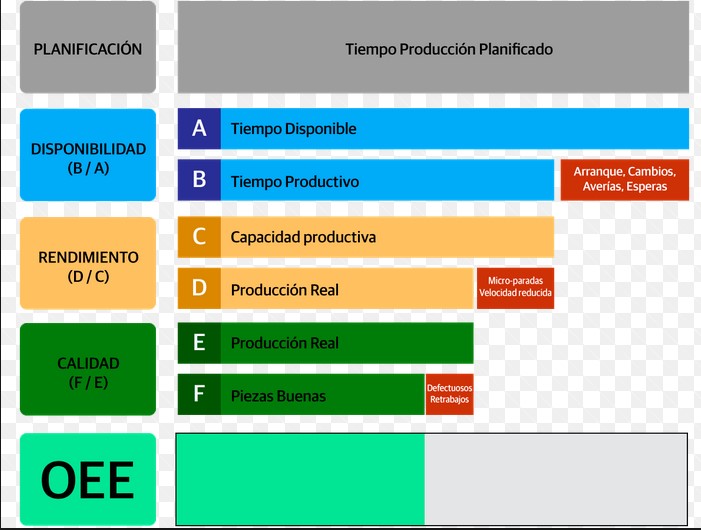 PLANIFICACIÓN
Tiempo Producción Planificado
DISPONIBILIDAD
(B / A)
A
Tiempo Disponible
B
Tiempo Productivo
Arranque, Cambios,
Averías, Esperas
RENDIMIENTO
(D / C)
C
Capacidad productiva
D
Producción Real
Micro-paradas
Velocidad reducida
CALIDAD
(F / E)
E
Producción Real
F
Piezas Buenas
Defectuosos
Retrabajos
OEE